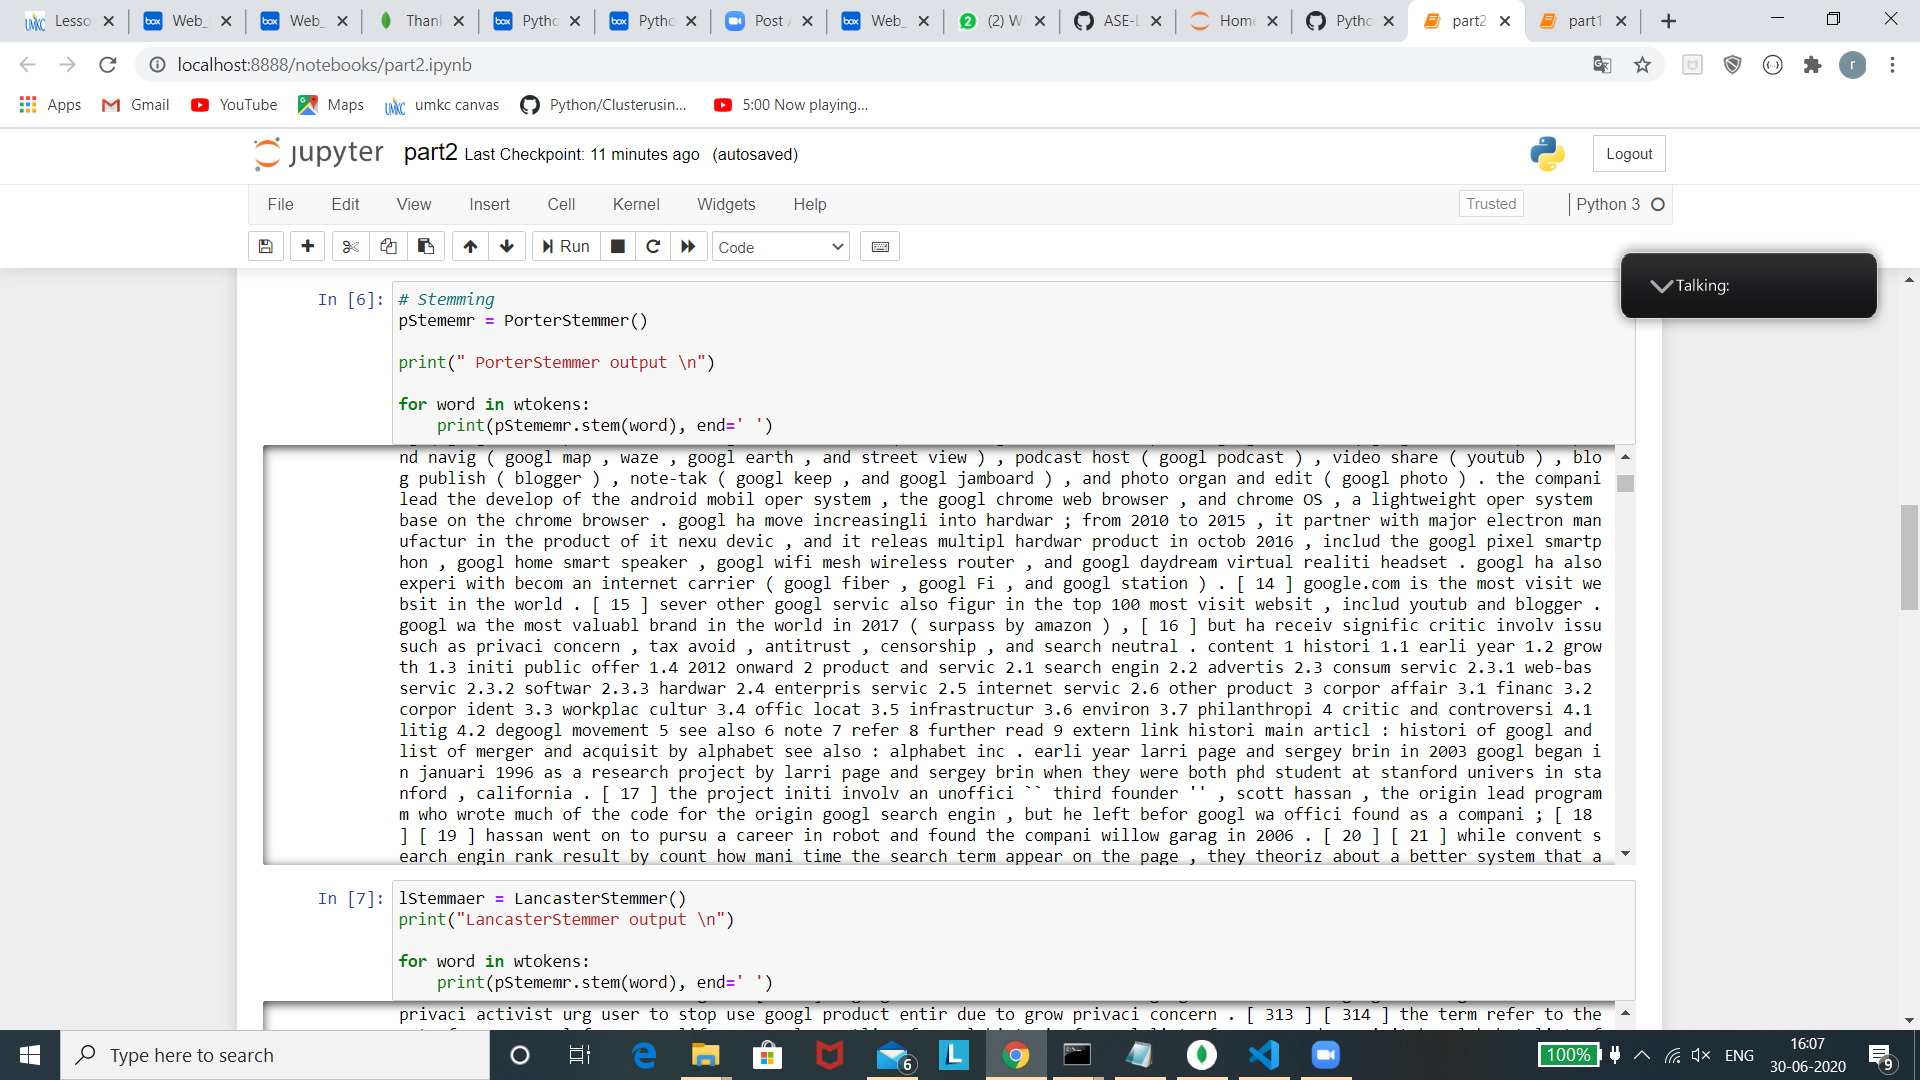 Lesso
Web_
Web_
Thank
Pytho
Pytho
Post A
Web_
(2) W
ASE-L
Home
Pytho
part2
part1
localhost:8888/notebooks/part2.ipynb
r
Apps Gmail YouTube Maps umkc canvas Python/Clusterusin... 5:00 Now playing...
jupyter part2 Last Checkpoint: 11 minutes ago (autosaved)
Logout
File Edit View Insert Cell Kernel Widgets Help
Trusted Python 3
Run Code
Talking:
In [6]: # Stemming
pStememr = PorterStemmer()
print(" PorterStemmer output \n")
for word in wtokens:
print(pStememr.stem(word), end=' ')
nd navig ( googl map , waze , googl earth , and street view ) , podcast host ( googl podcast ) , video share ( youtub ) , blo
g publish ( blogger ) , note-tak ( googl keep , and googl jamboard ) , and photo organ and edit ( googl photo ) . the compani
lead the develop of the android mobil oper system , the googl chrome web browser , and chrome OS , a lightweight oper system
base on the chrome browser . googl ha move increasingli into hardwar ; from 2010 to 2015 , it partner with major electron man
ufactur in the product of it nexu devic , and it releas multipl hardwar product in octob 2016 , includ the googl pixel smartp
hon , googl home smart speaker , googl wifi mesh wireless router , and googl daydream virtual realiti headset . googl ha also
experi with becom an internet carrier ( googl fiber , googl Fi , and googl station ) . [ 14 ] google.com is the most visit we
bsit in the world . [ 15 ] sever other googl servic also figur in the top 100 most visit websit , includ youtub and blogger .
googl wa the most valuabl brand in the world in 2017 ( surpass by amazon ) , [ 16 ] but ha receiv signific critic involv issu
such as privaci concern , tax avoid , antitrust , censorship , and search neutral . content 1 histori 1.1 earli year 1.2 grow
th 1.3 initi public offer 1.4 2012 onward 2 product and servic 2.1 search engin 2.2 advertis 2.3 consum servic 2.3.1 web-bas
servic 2.3.2 softwar 2.3.3 hardwar 2.4 enterpris servic 2.5 internet servic 2.6 other product 3 corpor affair 3.1 financ 3.2
corpor ident 3.3 workplac cultur 3.4 offic locat 3.5 infrastructur 3.6 environ 3.7 philanthropi 4 critic and controversi 4.1
litig 4.2 degoogl movement 5 see also 6 note 7 refer 8 further read 9 extern link histori main articl : histori of googl and
list of merger and acquisit by alphabet see also : alphabet inc . earli year larri page and sergey brin in 2003 googl began i
n januari 1996 as a research project by larri page and sergey brin when they were both phd student at stanford univers in sta
nford , california . [ 17 ] the project initi involv an unoffici `` third founder '' , scott hassan , the origin lead program
m who wrote much of the code for the origin googl search engin , but he left befor googl wa offici found as a compani ; [ 18
] [ 19 ] hassan went on to pursu a career in robot and found the compani willow garag in 2006 . [ 20 ] [ 21 ] while convent s
earch engin rank result by count how mani time the search term appear on the page , they theoriz about a better system that a
In [7]: lStemmaer = LancasterStemmer()
print("LancasterStemmer output \n")
for word in wtokens:
print(pStememr.stem(word), end=' ')
privaci activist urg user to stop use googl product entir due to grow privaci concern . [ 313 ] [ 314 ] the term refer to the
Type here to search
6
100%
ENG
16:07
30-06-2020
9